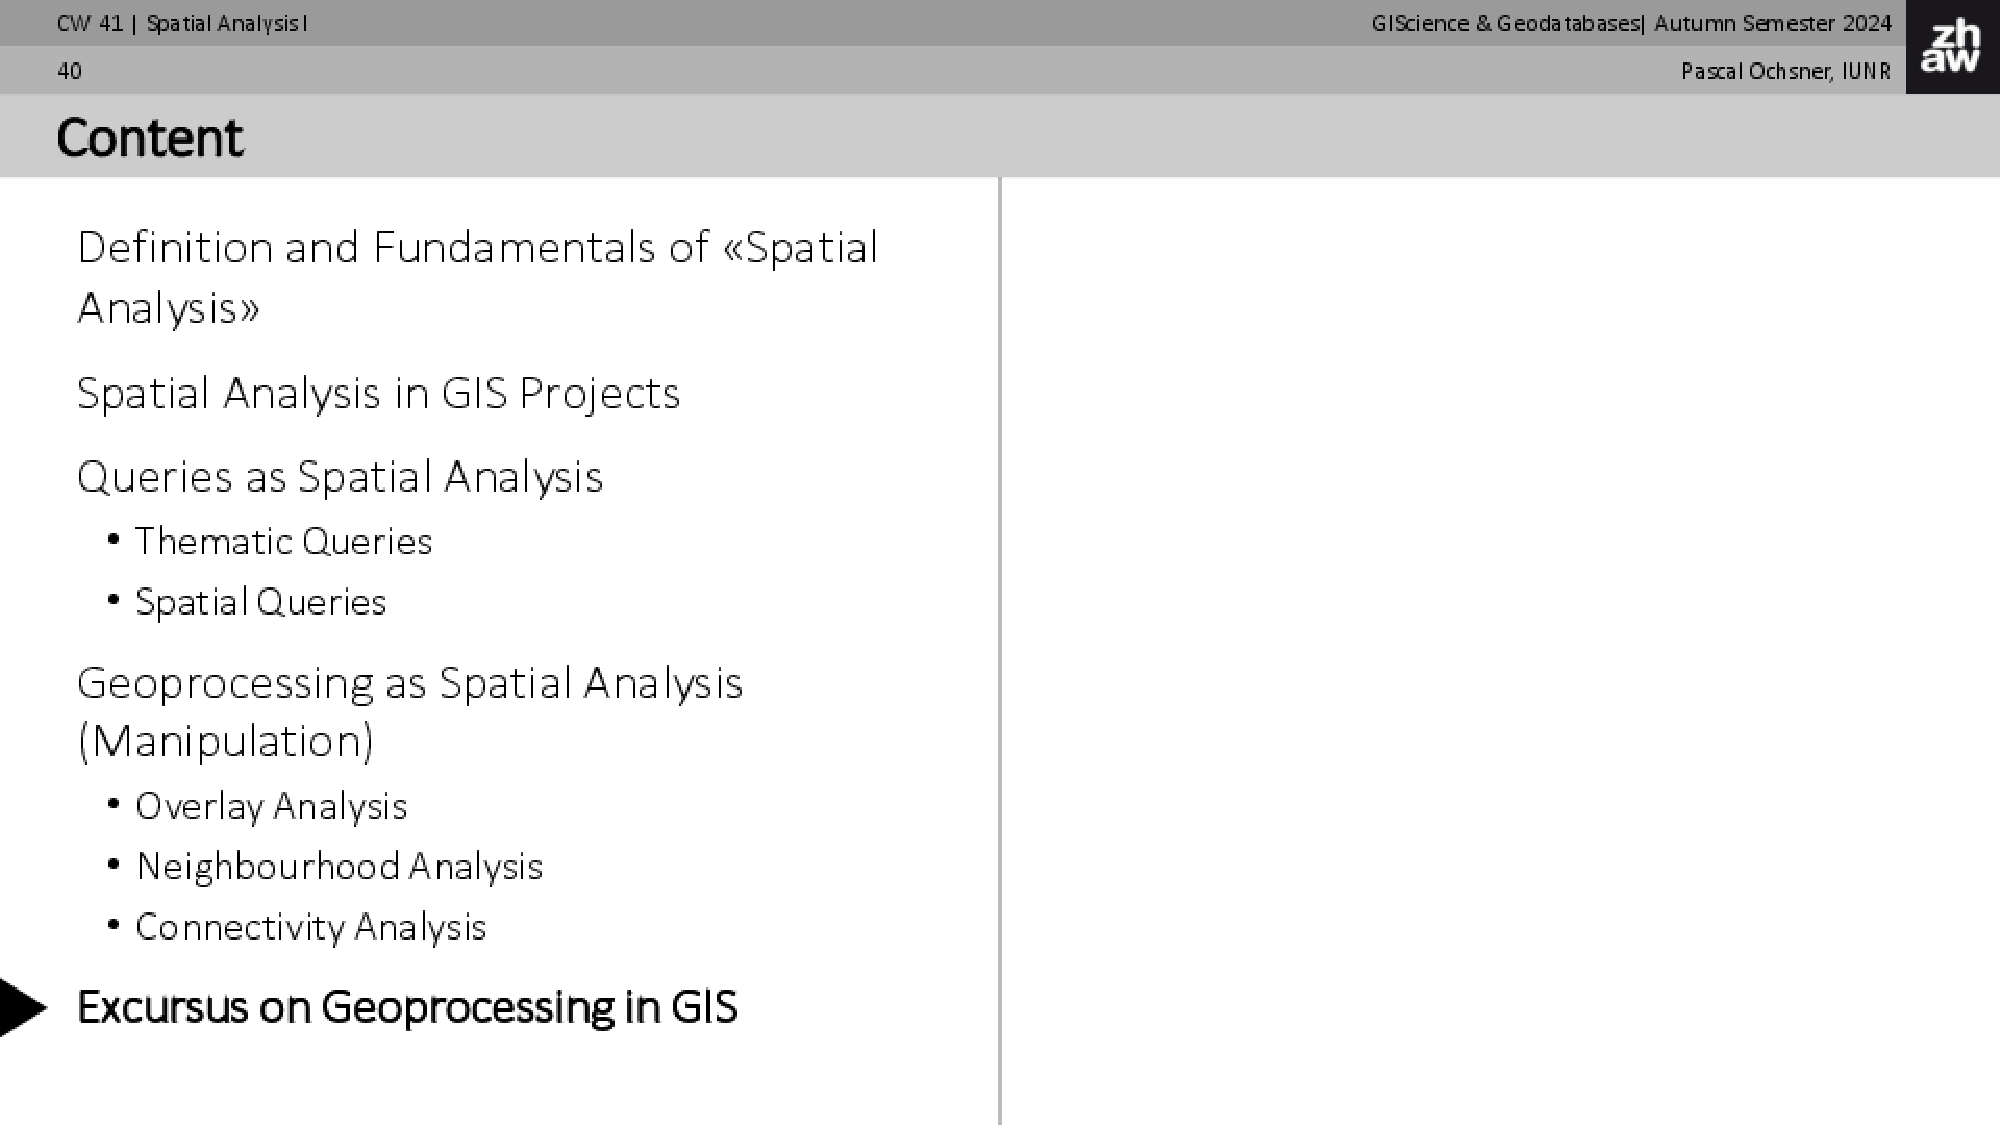 CW 41 | Spatial Analysis I
GIScience & Geodatabases| Autumn Semester 2024
zh
aw
40
Pascal Ochsner, IUNR
Content
Definition and Fundamentals of «Spatial
Analysis»
Spatial Analysis in GIS Projects
Queries as Spatial Analysis
• Thematic Queries
• Spatial Queries
Geoprocessing as Spatial Analysis
(Manipulation)
• Overlay Analysis
• Neighbourhood Analysis
• Connectivity Analysis
Excursus on Geoprocessing in GIS